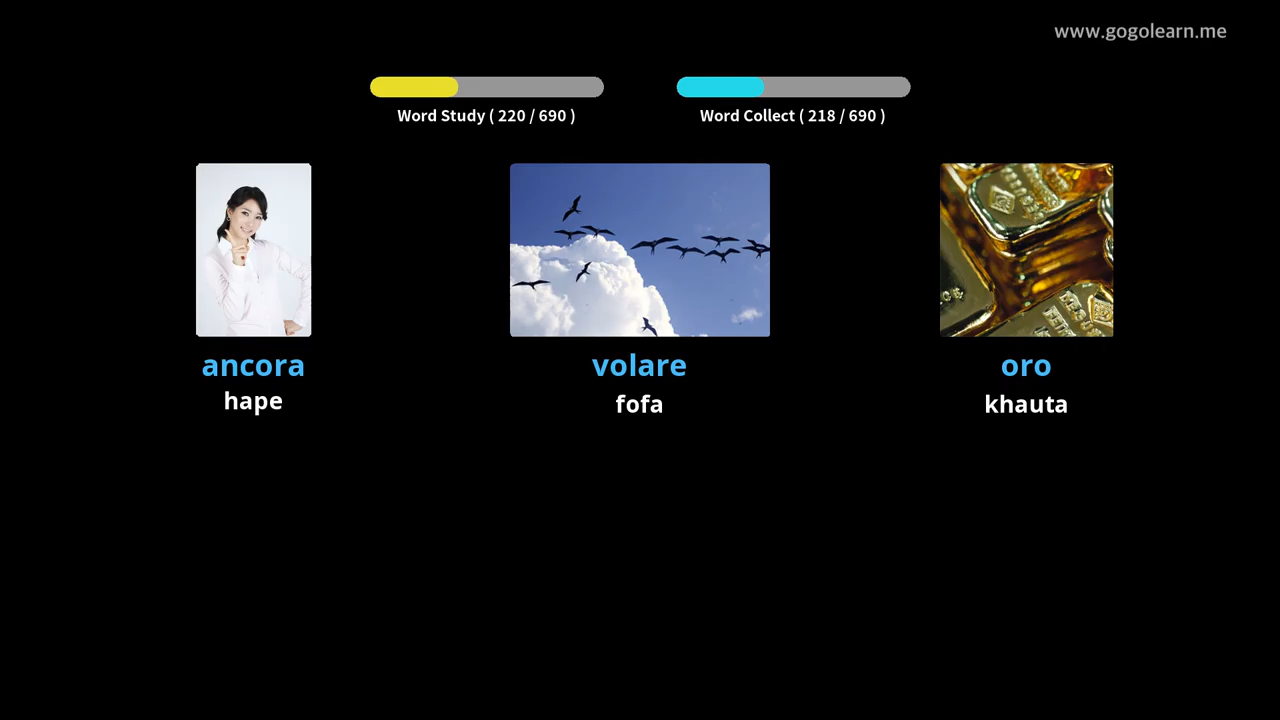 www.gogolearn.me
Word Study ( 220 / 690 )
Word Collect ( 218 / 690 )
ancora
hape
volare
fofa
oro
khauta